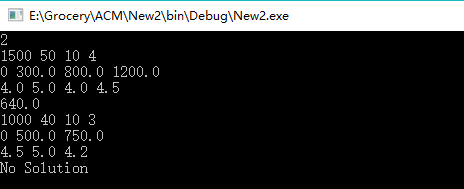 E:\Grocery\ACM\New2\bin\Debug\New2.exe
2
1500 50 10 4
0 300.0 800.0 1200.0
4.0 5.0 4.0 4.5
640.0
1000 40 10 3
0 500.0 750.0
4.5 5.0 4.2
No Solution